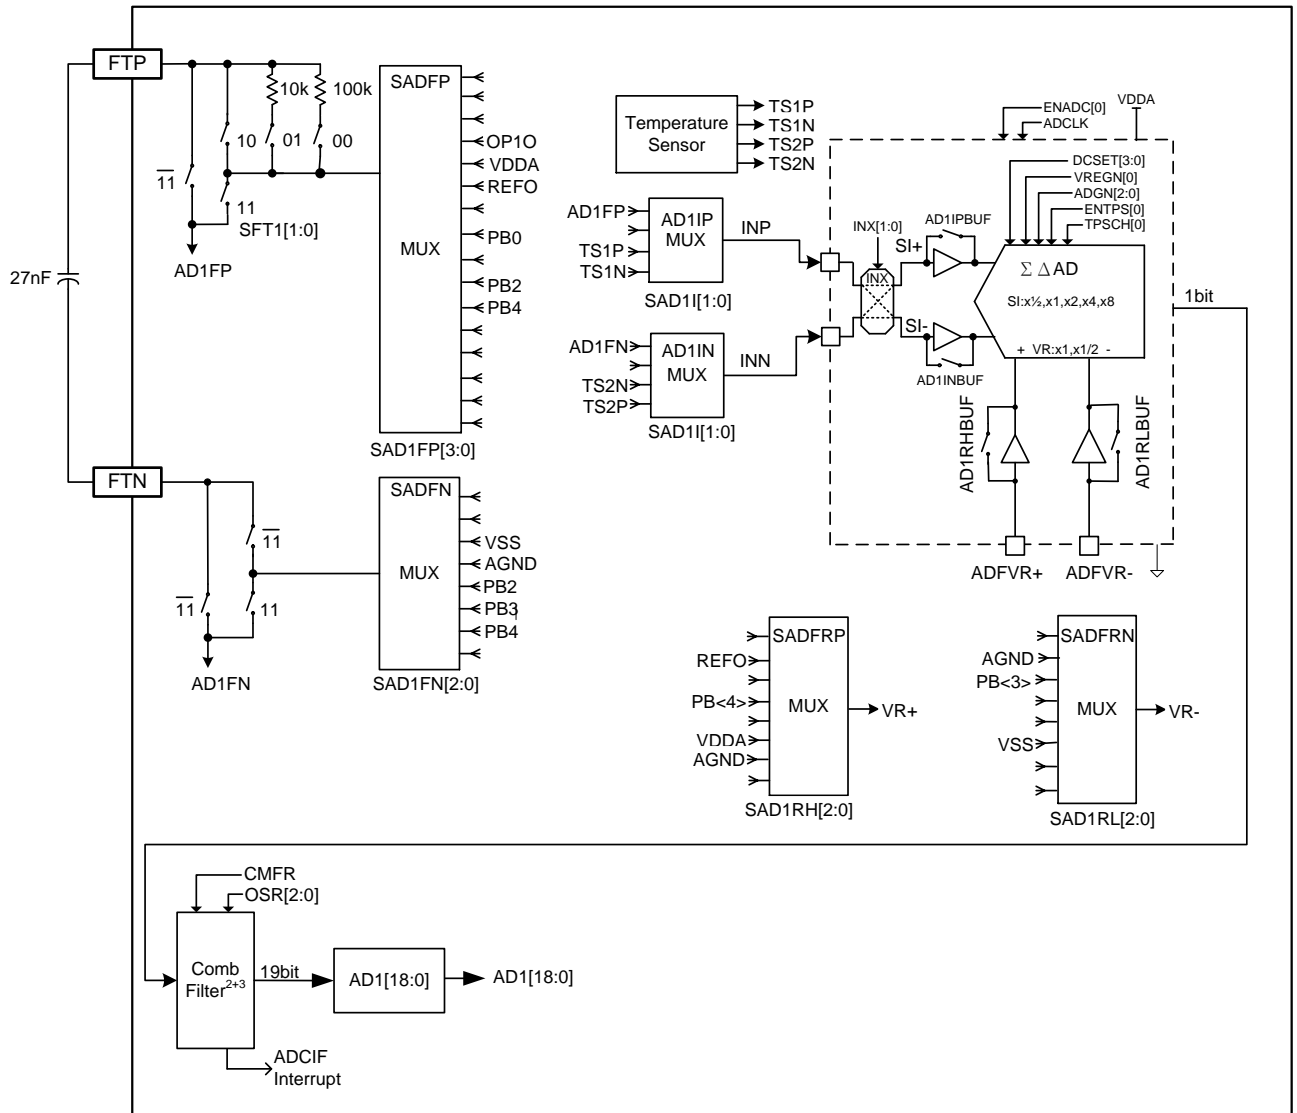 FTP
10k
100k
10
01
00
11
11
SFT1[1:0]
AD1FP
27nF
SADFP
MUX
OP1O
VDDA
REFO
PB0
PB2
PB4
SAD1FP[3:0]
FTN
11
11
11
AD1FN
SADFN
MUX
VSS
AGND
PB2
PB3
PB4
SAD1FN[2:0]
Temperature
Sensor
TS1P
TS1N
TS2P
TS2N
AD1FP
TS1P
TS1N
AD1IP
MUX
SAD1I[1:0]
INP
AD1FN
TS2N
TS2P
AD1IN
MUX
SAD1I[1:0]
INN
ENADC[0]
ADCLK
VDDA
DCSET[3:0]
VREGN[0]
ADGN[2:0]
ENTPS[0]
TPSCH[0]
INX[1:0]
INX
SI+
SI-
AD1IPBUF
AD1INBUF
Σ Δ AD
SI:x½,x1,x2,x4,x8
+ VR:x1,x1/2 -
1bit
AD1RHBUF
AD1RLBUF
ADFVR+
ADFVR-
SADFRP
MUX
REFO
PB<4>
VDDA
AGND
VR+
SAD1RH[2:0]
SADFRN
MUX
AGND
PB<3>
VSS
VR-
SAD1RL[2:0]
CMFR
OSR[2:0]
Comb
Filter2+3
19bit
AD1[18:0]
AD1[18:0]
ADCIF
Interrupt